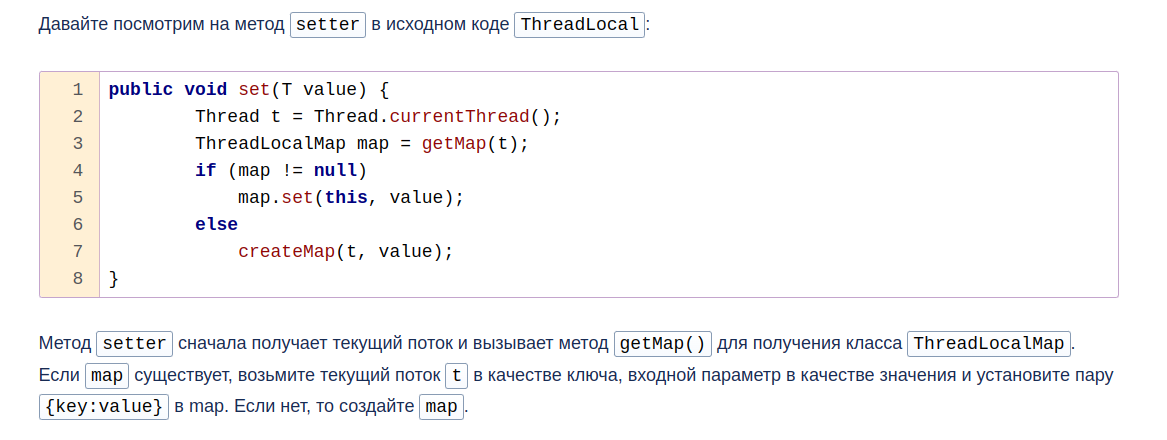 Давайте посмотрим на метод setter в исходном коде ThreadLocal:
1 public void set(T value) {
2         Thread t = Thread.currentThread();
3         ThreadLocalMap map = getMap(t);
4         if (map != null)
5             map.set(this, value);
6         else
7             createMap(t, value);
8 }
Метод setter сначала получает текущий поток и вызывает метод getMap() для получения класса ThreadLocalMap.
Если map существует, возьмите текущий поток t в качестве ключа, входной параметр в качестве значения и установите пару
{key:value} в map. Если нет, то создайте map.